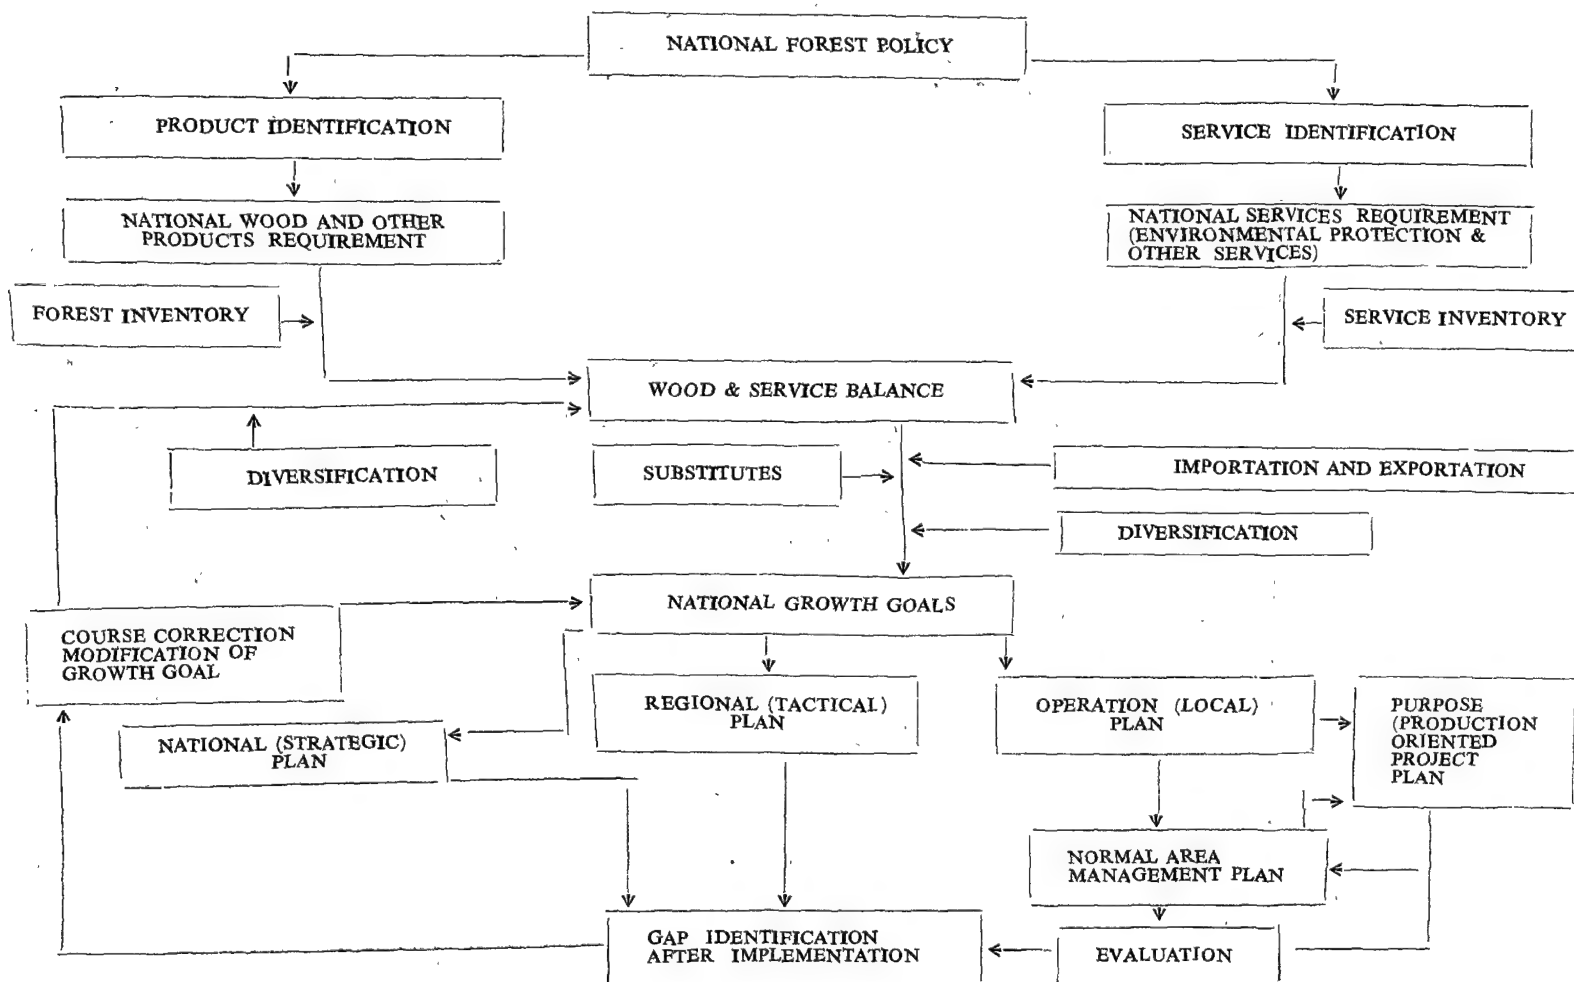 NATIONAL FOREST POLICY
PRODUCT IDENTIFICATION
SERVICE IDENTIFICATION
NATIONAL WOOD AND OTHER
PRODUCTS REQUIREMENT
NATIONAL SERVICES REQUIREMENT
(ENVIRONMENTAL PROTECTION &
OTHER SERVICES)
FOREST INVENTORY
SERVICE INVENTORY
WOOD & SERVICE BALANCE
DIVERSIFICATION
SUBSTITUTES
IMPORTATION AND EXPORTATION
DIVERSIFICATION
NATIONAL GROWTH GOALS
COURSE CORRECTION
MODIFICATION OF
GROWTH GOAL
REGIONAL (TACTICAL)
PLAN
OPERATION (LOCAL)
PLAN
PURPOSE
(PRODUCTION
ORIENTED
PROJECT
PLAN
NATIONAL (STRATEGIC)
PLAN
NORMAL AREA
MANAGEMENT PLAN
GAP IDENTIFICATION
AFTER IMPLEMENTATION
EVALUATION